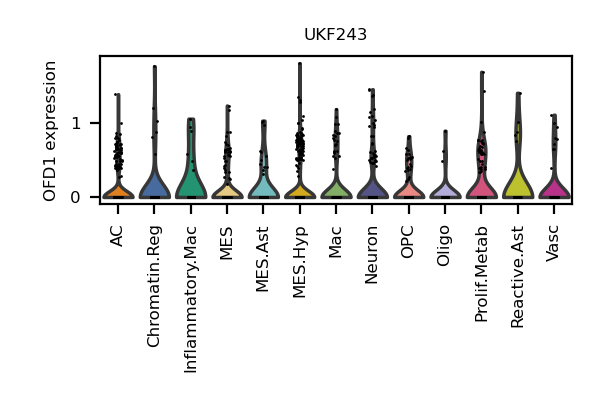 UKF243
OFD1 expression
1
0
AC
Chromatin.Reg
Inflammatory.Mac
MES
MES.Ast
MES.Hyp
Mac
Neuron
OPC
Oligo
Prolif.Metab
Reactive.Ast
Vasc